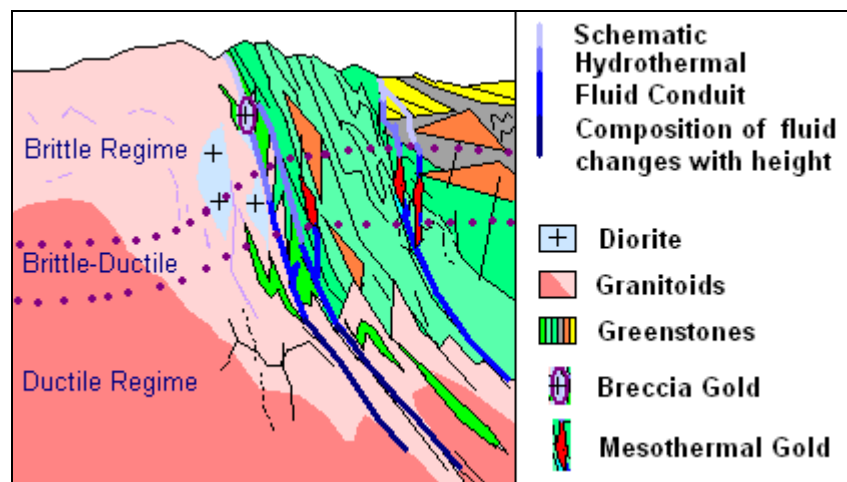 Brittle Regime
Brittle-Ductile
Ductile Regime
Schematic
Hydrothermal
Fluid Conduit
Composition of fluid
changes with height
Diorite
Granitoids
Greenstones
Breccia Gold
Mesothermal Gold